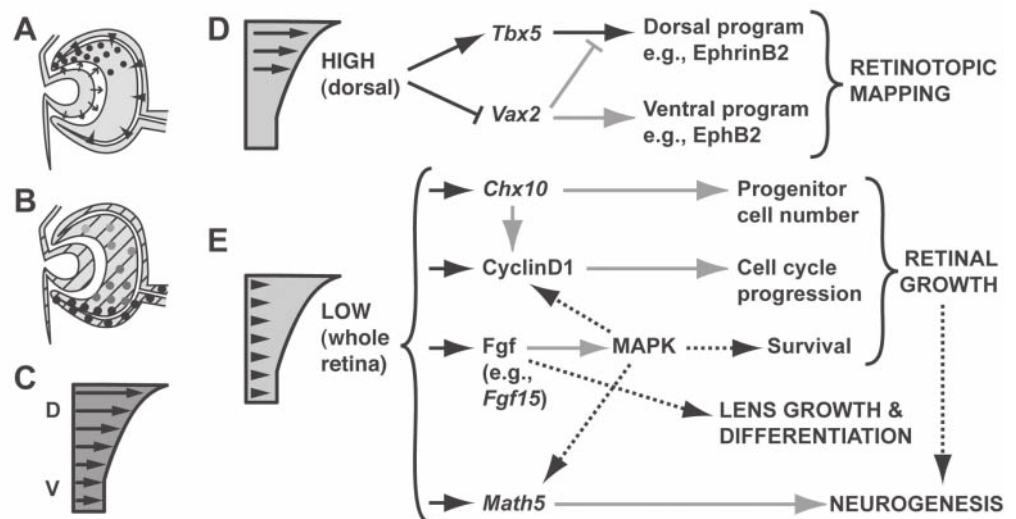 A
B
C
D
V
D
HIGH
(dorsal)
Tbx5
Vax2
Dorsal program
e.g., EphrinB2
Ventral program
e.g., EphB2
RETINOTOPIC
MAPPING
E
LOW
(whole
retina)
Chx10
Progenitor
cell number
CyclinD1
Cell cycle
progression
Fgf
(e.g.,
Fgf15)
MAPK
Survival
RETINAL
GROWTH
LENS GROWTH &
DIFFERENTIATION
Math5
NEUROGENESIS